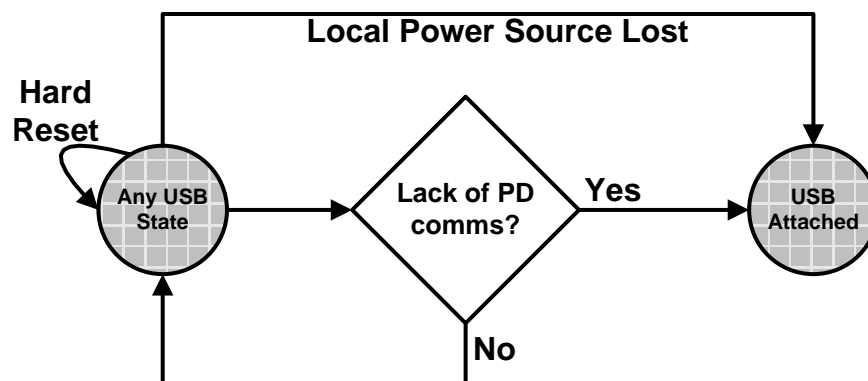 Local Power Source Lost
Hard
Reset
Any USB
State
Lack of PD
comms?
Yes
USB
Attached
No